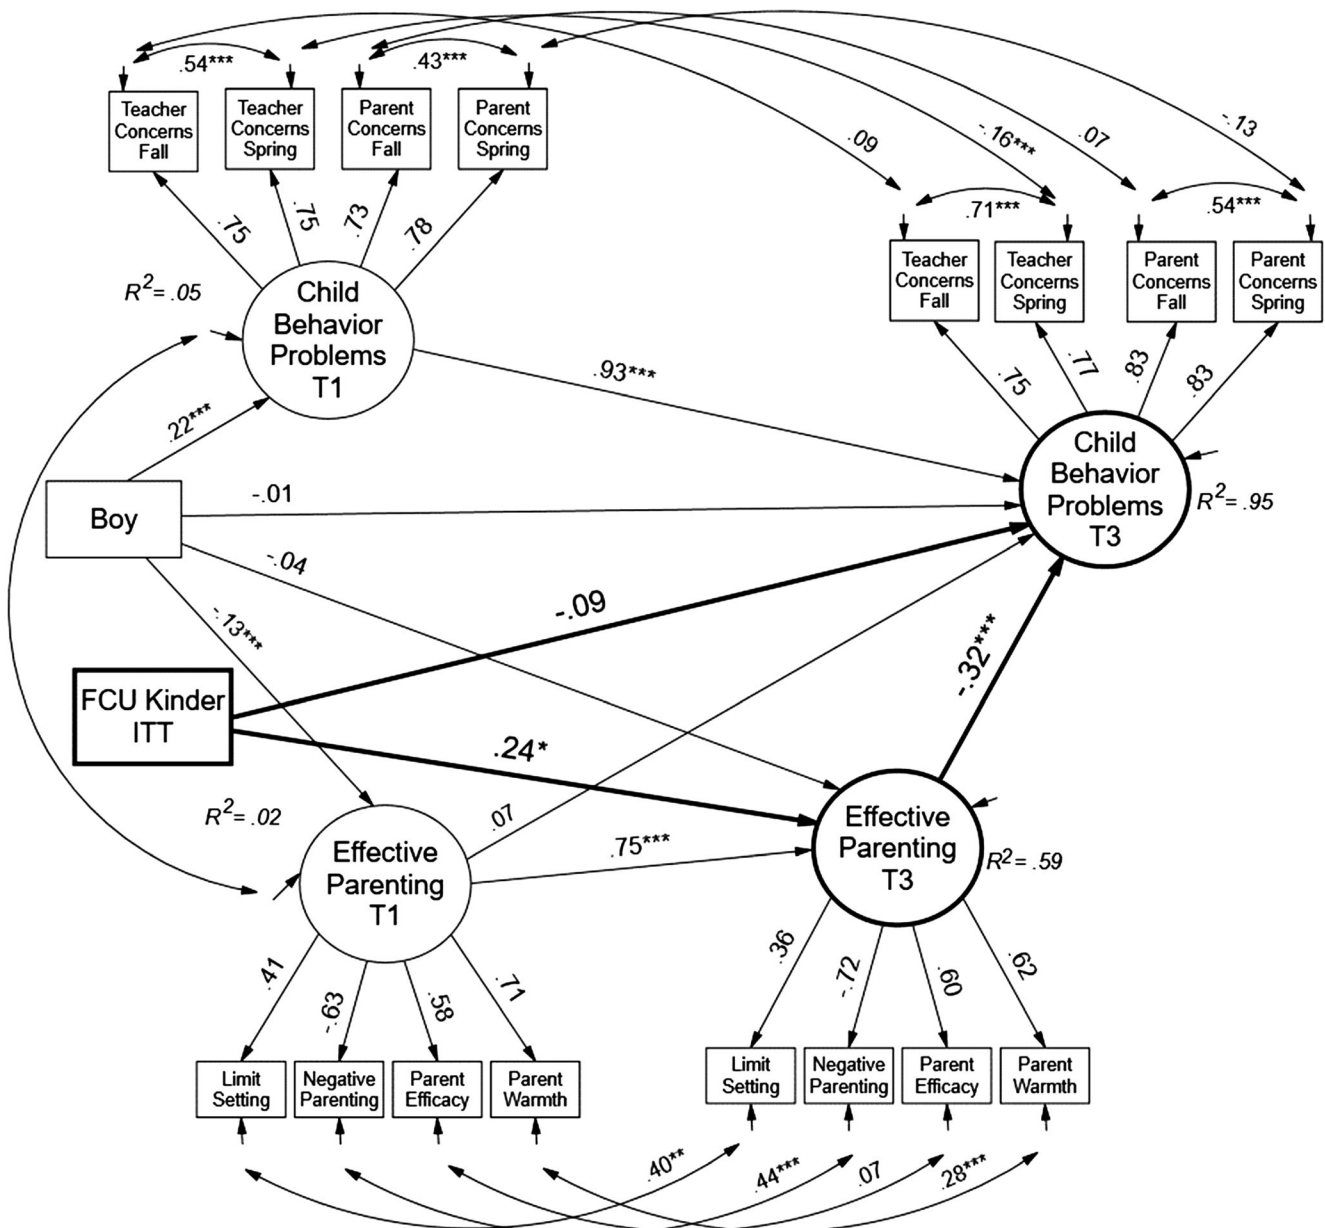 .54***
.43***
Teacher
Concerns
Fall
Teacher
Concerns
Spring
Parent
Concerns
Fall
Parent
Concerns
Spring
.09
-.16***
.07
-.13
.71***
.54***
Teacher
Concerns
Fall
Teacher
Concerns
Spring
Parent
Concerns
Fall
Parent
Concerns
Spring
.75
.75
.73
.78
R2= .05
Child
Behavior
Problems
T1
.93***
.75
.77
.83
.83
Child
Behavior
Problems
T3
R2= .95
.22***
Boy
-.01
-.04
-.13***
-.09
-.32***
FCU Kinder
ITT
.24*
R2= .02
.07
.75***
Effective
Parenting
T1
Effective
Parenting
T3
R2= .59
.41
-.63
.58
.71
.36
-.72
.60
.62
Limit
Setting
Negative
Parenting
Parent
Efficacy
Parent
Warmth
Limit
Setting
Negative
Parenting
Parent
Efficacy
Parent
Warmth
.40**
.44***
.07
.28***